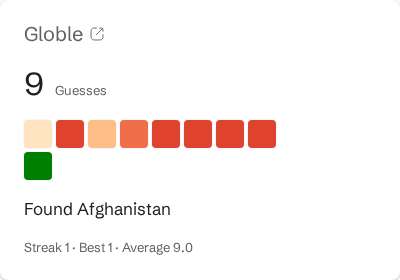 Globle
9 Guesses
Found Afghanistan
Streak 1 · Best 1 · Average 9.0